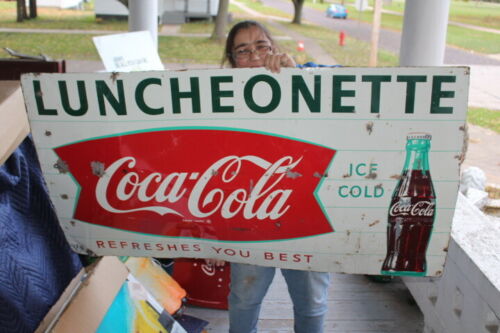 LUNCHEONETTE
Coca-Cola
ICE
COLD
Coca-Cola
REFRESHES YOU BEST